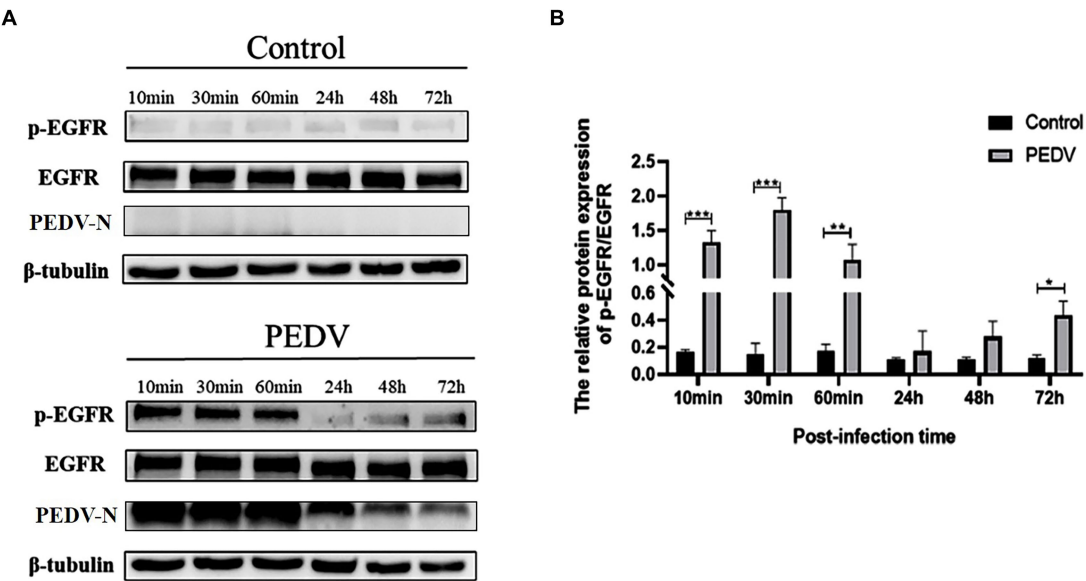 A
Control
10min 30min 60min 24h 48h 72h
p-EGFR
EGFR
PEDV-N
β-tubulin
PEDV
10min 30min 60min 24h 48h 72h
p-EGFR
EGFR
PEDV-N
β-tubulin
B
Control
PEDV
The relative protein expression
of p-EGFR/EGFR
2.5
2.0
1.5
1.0
0.6
0.4
0.2
0.0
***
***
**
*
10min 30min 60min 24h 48h 72h
Post-infection time